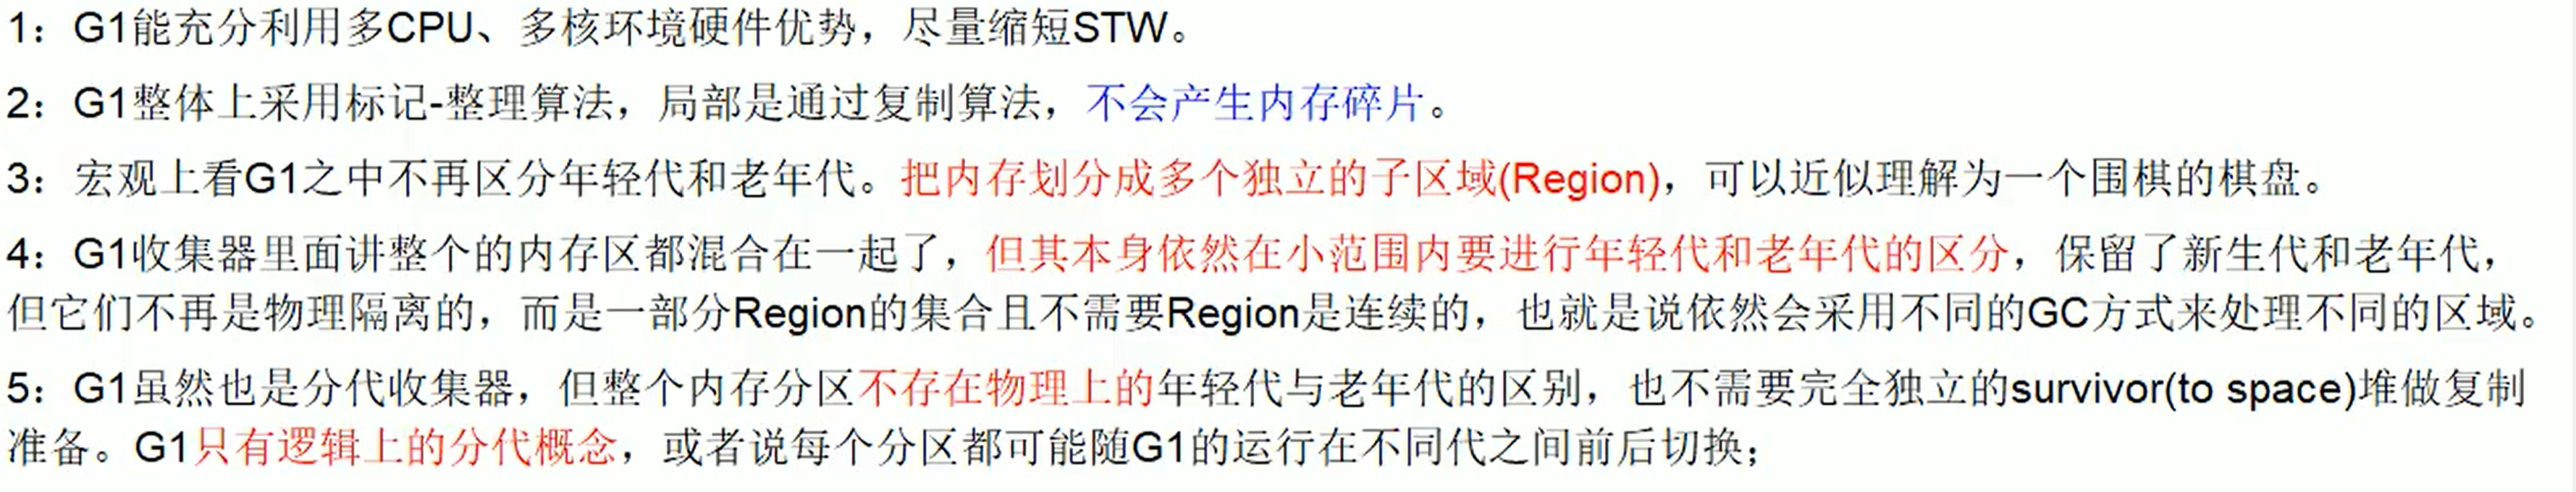 1：G1能充分利用多CPU、多核环境硬件优势，尽量缩短STW。
2：G1整体上采用标记-整理算法，局部是通过复制算法，不会产生内存碎片。
3：宏观上看G1之中不再区分年轻代和老年代。把内存划分成多个独立的子区域(Region)，可以近似理解为一个围棋的棋盘。
4：G1收集器里面讲整个的内存区都混合在一起了，但其本身依然在小范围内要进行年轻代和老年代的区分，保留了新生代和老年代，
但它们不再是物理隔离的，而是一部分Region的集合且不需要Region是连续的，也就是说依然会采用不同的GC方式来处理不同的区域。
5：G1虽然也是分代收集器，但整个内存分区不存在物理上的年轻代与老年代的区别，也不需要完全独立的survivor(to space)堆做复制
准备。G1只有逻辑上的分代概念，或者说每个分区都可能随G1的运行在不同代之间前后切换；